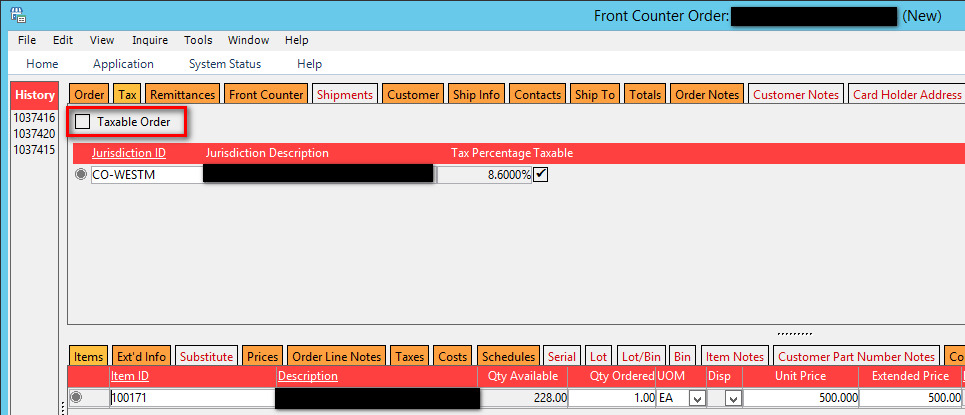 Front Counter Order: (New)
File Edit View Inquire Tools Window Help
Home Application System Status Help
History
Order Tax Remittances Front Counter Shipments Customer Ship Info Contacts Ship To Totals Order Notes Customer Notes Card Holder Address
1037416
1037420
1037415
Taxable Order
Jurisdiction ID Jurisdiction Description Tax Percentage Taxable
CO-WESTM 8.6000%
Items Ext'd Info Substitute Prices Order Line Notes Taxes Costs Schedules Serial Lot Lot/Bin Bin Item Notes Customer Part Number Notes Co
Item ID Description Qty Available Qty Ordered UOM Disp Unit Price Extended Price
100171 228.00 1.00 EA 500.000 500.00